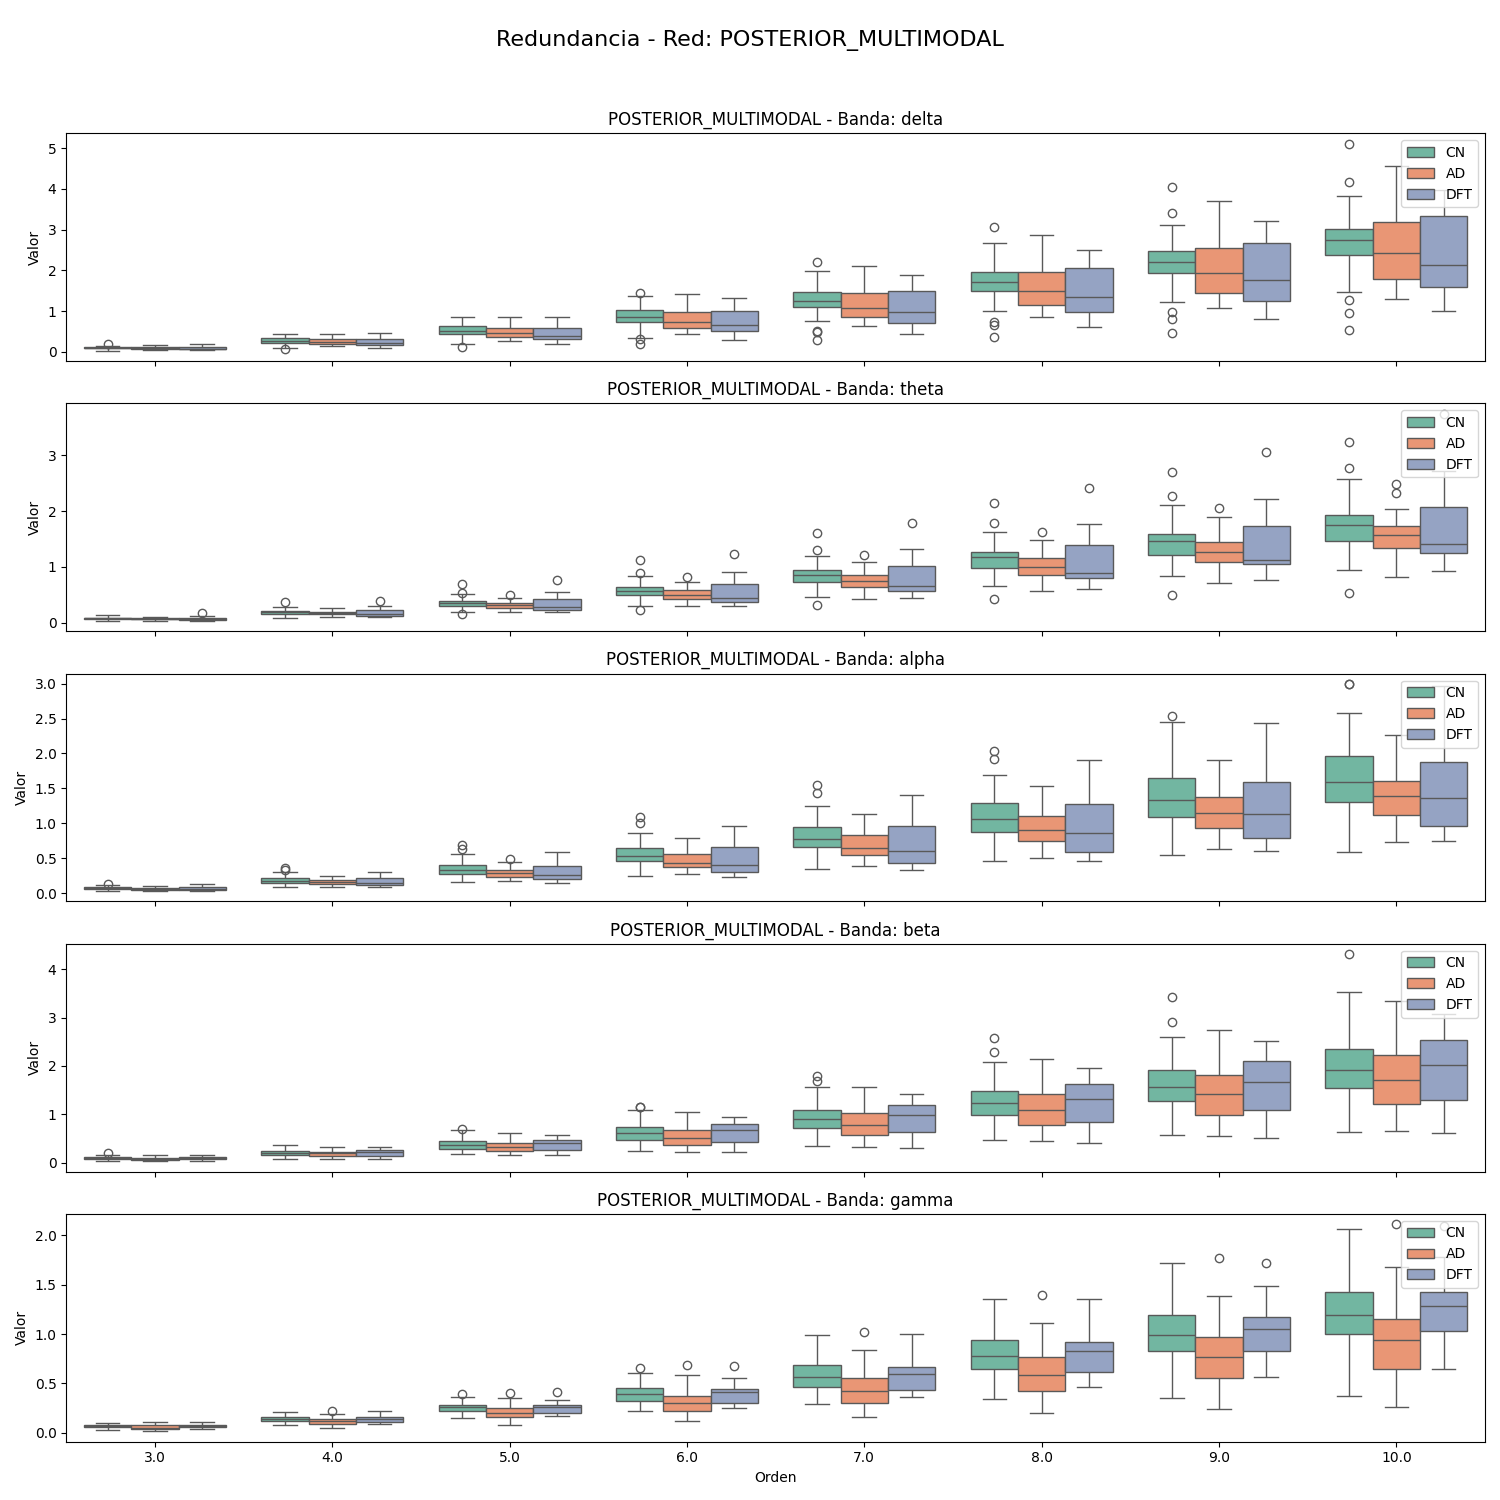 Redundancia - Red: POSTERIOR_MULTIMODAL
POSTERIOR_MULTIMODAL - Banda: delta
Valor
5
4
3
2
1
0
CN
AD
DFT
POSTERIOR_MULTIMODAL - Banda: theta
Valor
3
2
1
0
CN
AD
DFT
POSTERIOR_MULTIMODAL - Banda: alpha
Valor
3.0
2.5
2.0
1.5
1.0
0.5
0.0
CN
AD
DFT
POSTERIOR_MULTIMODAL - Banda: beta
Valor
4
3
2
1
0
CN
AD
DFT
POSTERIOR_MULTIMODAL - Banda: gamma
Valor
2.0
1.5
1.0
0.5
0.0
CN
AD
DFT
3.0 4.0 5.0 6.0 7.0 8.0 9.0 10.0
Orden